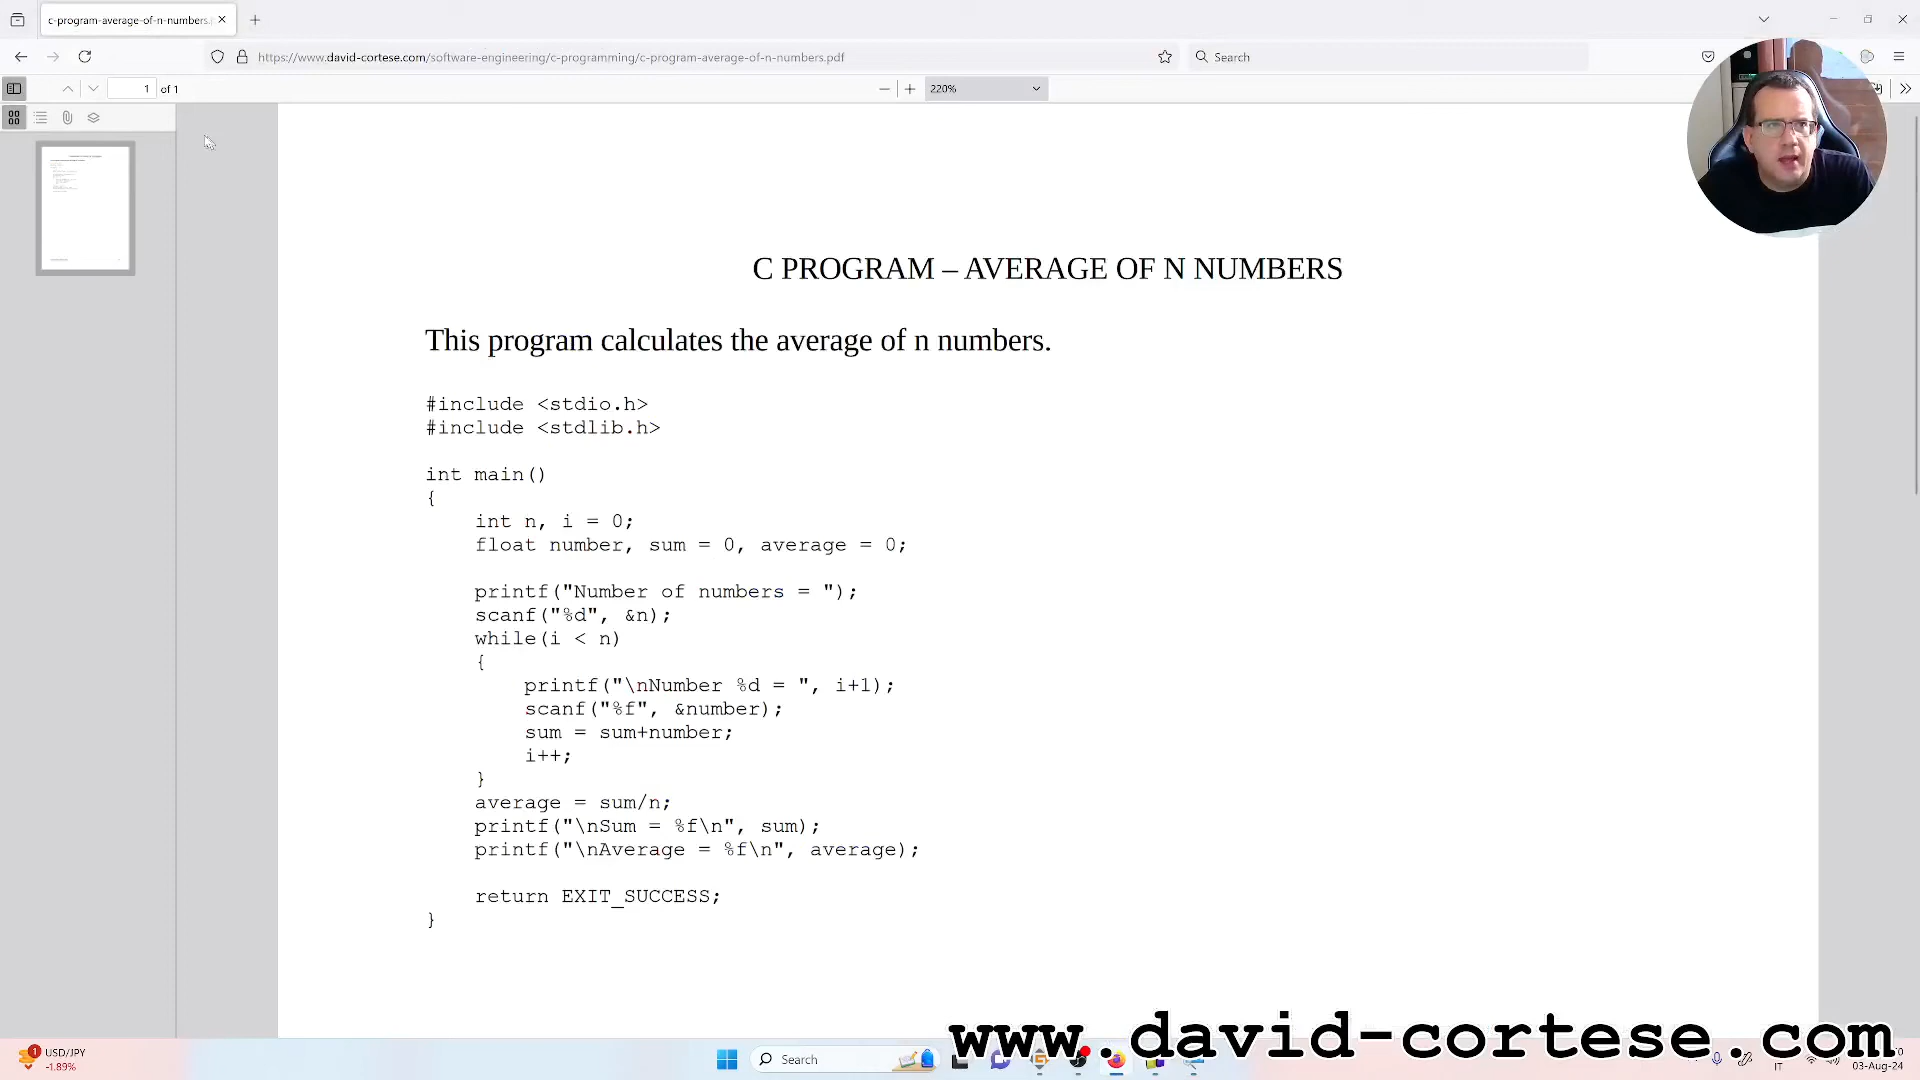 c-program-average-of-n-numbers.
https://www.david-cortese.com/software-engineering/c-programming/c-program-average-of-n-numbers.pdf
Search
1 of 1
220%
C PROGRAM – AVERAGE OF N NUMBERS
This program calculates the average of n numbers.
#include <stdio.h>
#include <stdlib.h>
int main()
{
int n, i = 0;
float number, sum = 0, average = 0;
printf("Number of numbers = ");
scanf("%d", &n);
while(i < n)
{
printf("\nNumber %d = ", i+1);
scanf("%f", &number);
sum = sum+number;
i++;
}
average = sum/n;
printf("\nSum = %f\n", sum);
printf("\nAverage = %f\n", average);
return EXIT_SUCCESS;
}
www.david-cortese.com
1
USD/JPY
-1.89%
Search
IT
03-Aug-24